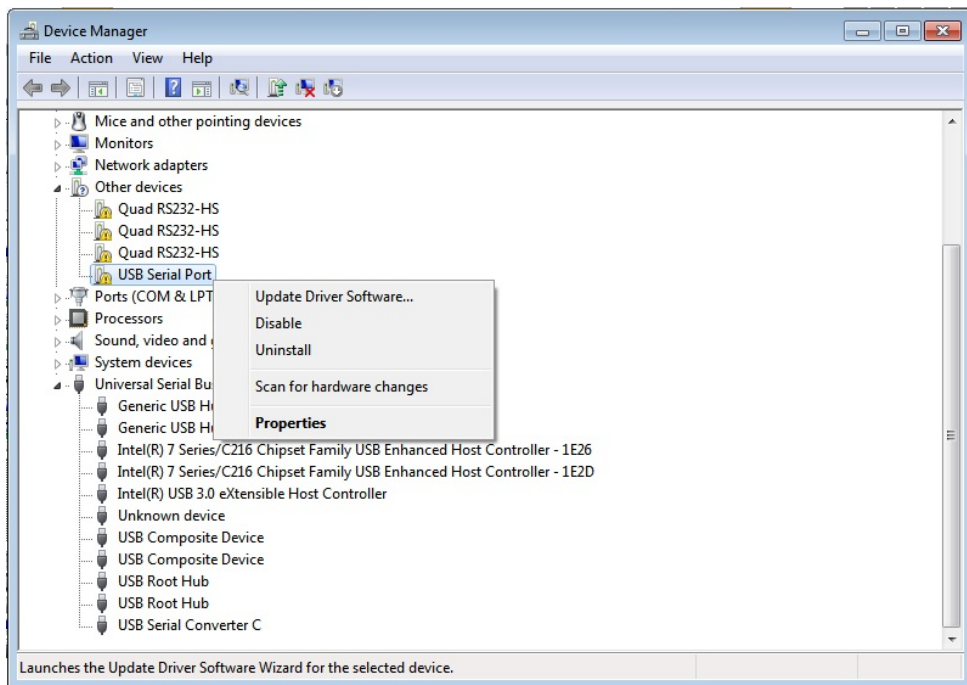 Device Manager
File Action View Help
Mice and other pointing devices
Monitors
Network adapters
Other devices
Quad RS232-HS
Quad RS232-HS
Quad RS232-HS
USB Serial Port
Ports (COM & LPT
Update Driver Software...
Processors
Disable
Sound, video and
Uninstall
System devices
Universal Serial Bu
Scan for hardware changes
Generic USB H
Generic USB H
Properties
Intel(R) 7 Series/C216 Chipset Family USB Enhanced Host Controller - 1E26
Intel(R) 7 Series/C216 Chipset Family USB Enhanced Host Controller - 1E2D
Intel(R) USB 3.0 eXtensible Host Controller
Unknown device
USB Composite Device
USB Composite Device
USB Root Hub
USB Root Hub
USB Serial Converter C
Launches the Update Driver Software Wizard for the selected device.